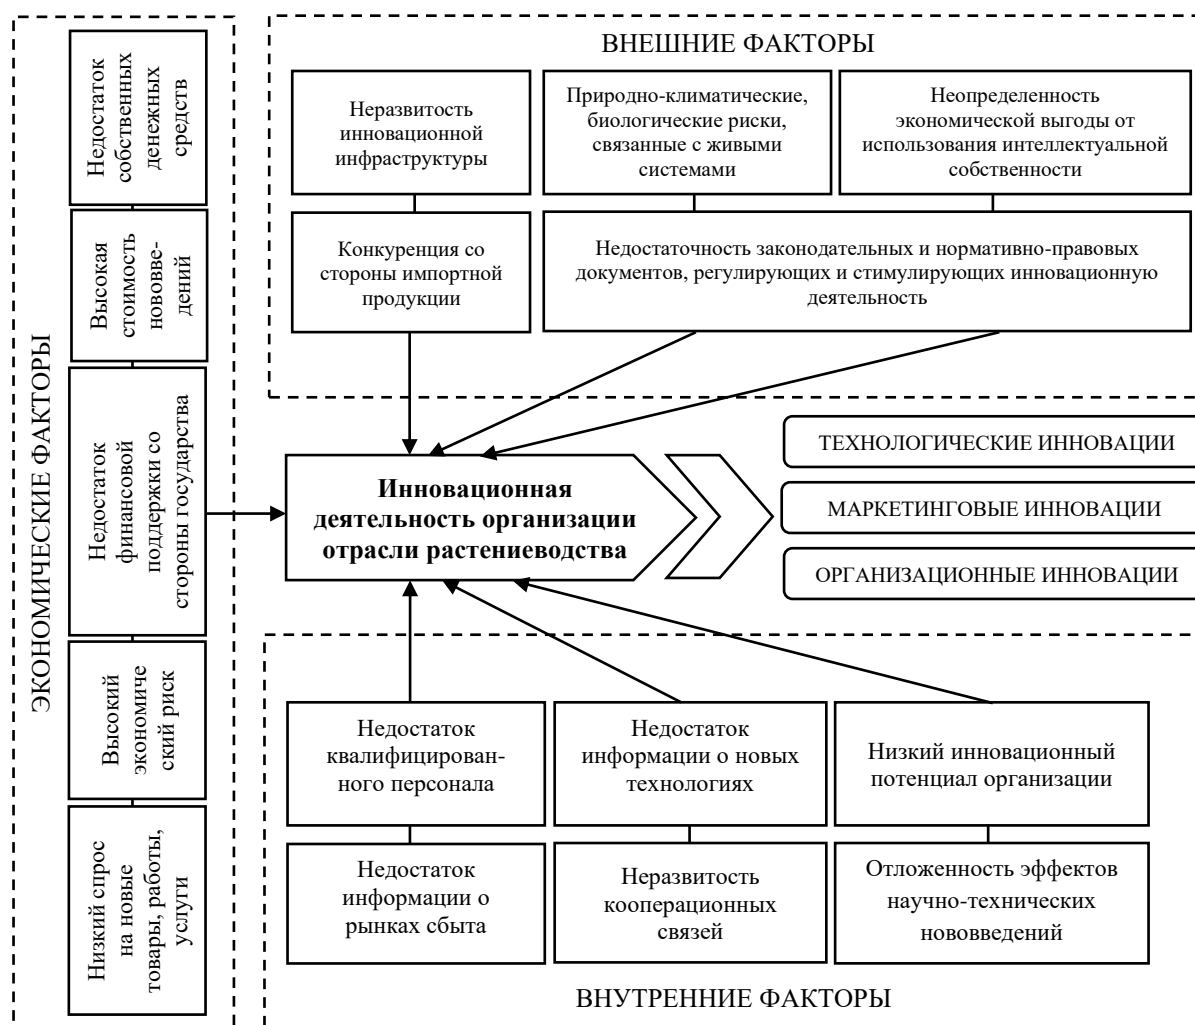 ЭКОНОМИЧЕСКИЕ ФАКТОРЫ
Недостаток
собственных
денежных
средств
Высокая
стоимость
нововве-
дений
Недостаток
финансовой
поддержки со
стороны государства
Высокий
экономиче
ский риск
Низкий спрос
на новые
товары, работы,
услуги
ВНЕШНИЕ ФАКТОРЫ
Неразвитость
инновационной
инфраструктуры
Природно-климатические,
биологические риски,
связанные с живыми
системами
Неопределенность
экономической выгоды от
использования интеллектуальной
собственности
Конкуренция со
стороны импортной
продукции
Недостаточность законодательных и нормативно-правовых
документов, регулирующих и стимулирующих инновационную
деятельность
Инновационная
деятельность организации
отрасли растениеводства
ТЕХНОЛОГИЧЕСКИЕ ИННОВАЦИИ
МАРКЕТИНГОВЫЕ ИННОВАЦИИ
ОРГАНИЗАЦИОННЫЕ ИННОВАЦИИ
Недостаток
квалифицирован-
ного персонала
Недостаток
информации о новых
технологиях
Низкий инновационный
потенциал организации
Недостаток
информации о
рынках сбыта
Неразвитость
кооперационных
связей
Отложенность эффектов
научно-технических
нововведений
ВНУТРЕННИЕ ФАКТОРЫ